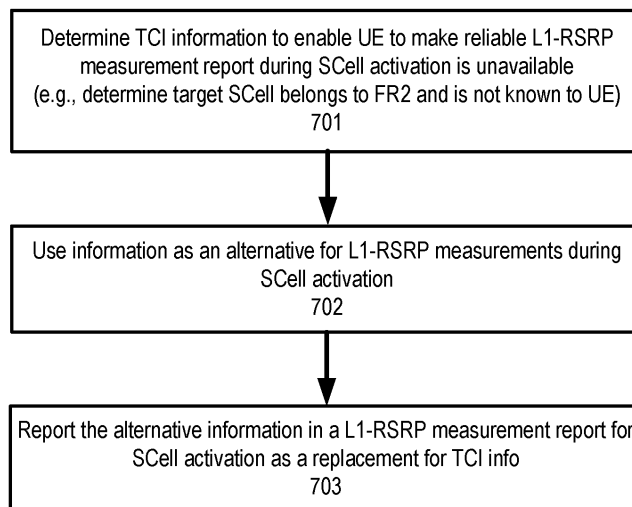 Determine TCI information to enable UE to make reliable L1-RSRP
measurement report during SCell activation is unavailable
(e.g., determine target SCell belongs to FR2 and is not known to UE)
701
Use information as an alternative for L1-RSRP measurements during
SCell activation
702
Report the alternative information in a L1-RSRP measurement report for
SCell activation as a replacement for TCI info
703